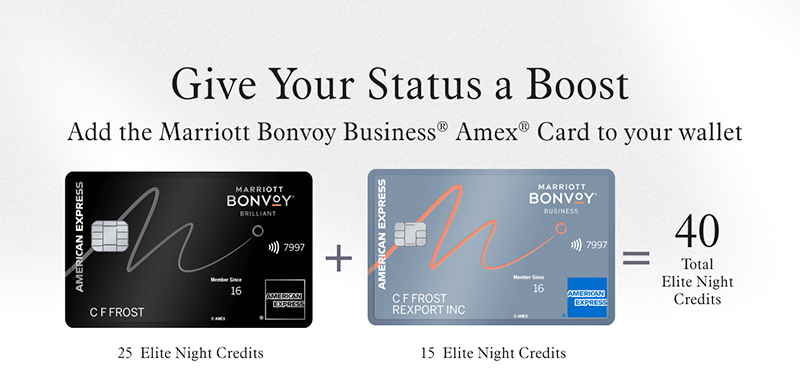 Give Your Status a Boost
Add the Marriott Bonvoy Business® Amex® Card to your wallet
AMERICAN EXPRESS
MARRIOTT
BONVOY®
BRILLIANT
7997
Member Since
16
C F FROST
AMERICAN
EXPRESS
®
© AMEX
+
AMERICAN EXPRESS
MARRIOTT
BONVOY®
BUSINESS
7997
Member Since
16
C F FROST
REXPORT INC
AMERICAN
EXPRESS
®
© AMEX
=
40
Total
Elite Night
Credits
25 Elite Night Credits
15 Elite Night Credits